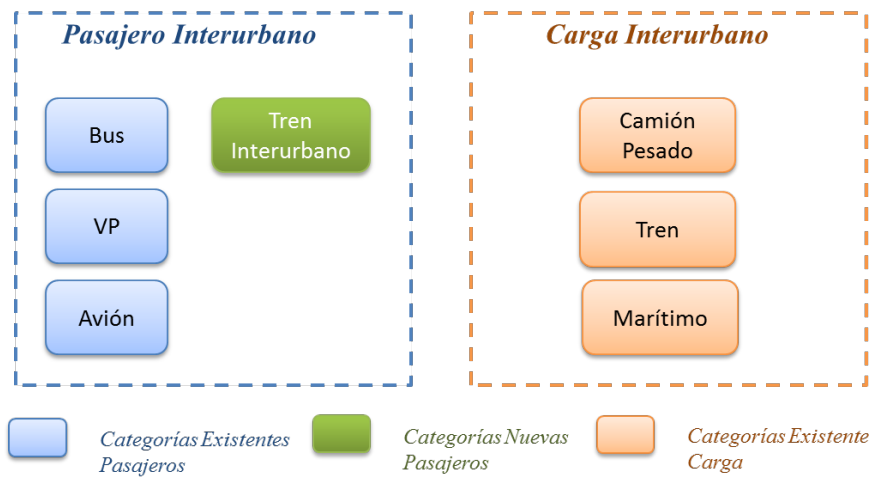 Pasajero Interurbano
Bus
Tren
Interurbano
VP
Avión
Carga Interurbano
Camión
Pesado
Tren
Marítimo
Categorías Existentes
Pasajeros
Categorías Nuevas
Pasajeros
Categorías Existente
Carga